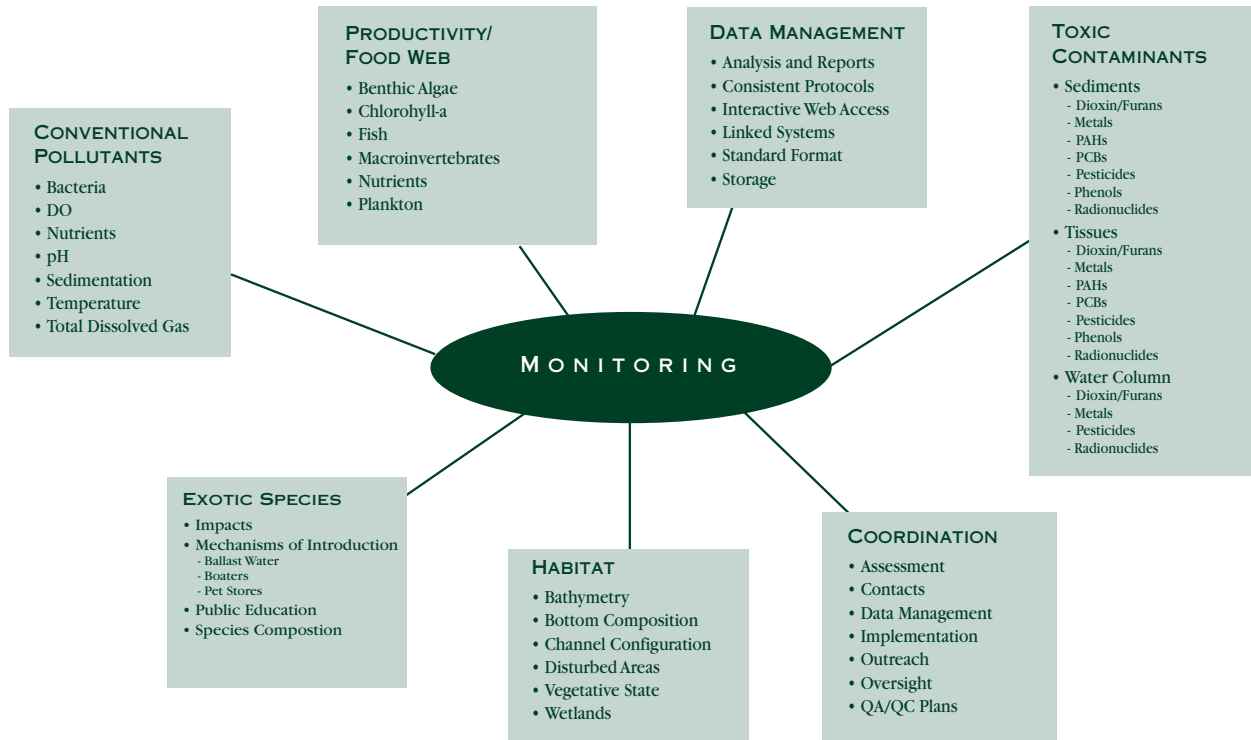 CONVENTIONAL
POLLUTANTS
• Bacteria
• DO
• Nutrients
• pH
• Sedimentation
• Temperature
• Total Dissolved Gas
PRODUCTIVITY/
FOOD WEB
• Benthic Algae
• Chlorohyll-a
• Fish
• Macroinvertebrates
• Nutrients
• Plankton
DATA MANAGEMENT
• Analysis and Reports
• Consistent Protocols
• Interactive Web Access
• Linked Systems
• Standard Format
• Storage
TOXIC
CONTAMINANTS
• Sediments
- Dioxin/Furans
- Metals
- PAHs
- PCBs
- Pesticides
- Phenols
- Radionuclides
• Tissues
- Dioxin/Furans
- Metals
- PAHs
- PCBs
- Pesticides
- Phenols
- Radionuclides
• Water Column
- Dioxin/Furans
- Metals
- Pesticides
- Radionuclides
MONITORING
EXOTIC SPECIES
• Impacts
• Mechanisms of Introduction
- Ballast Water
- Boaters
- Pet Stores
• Public Education
• Species Compostion
HABITAT
• Bathymetry
• Bottom Composition
• Channel Configuration
• Disturbed Areas
• Vegetative State
• Wetlands
COORDINATION
• Assessment
• Contacts
• Data Management
• Implementation
• Outreach
• Oversight
• QA/QC Plans